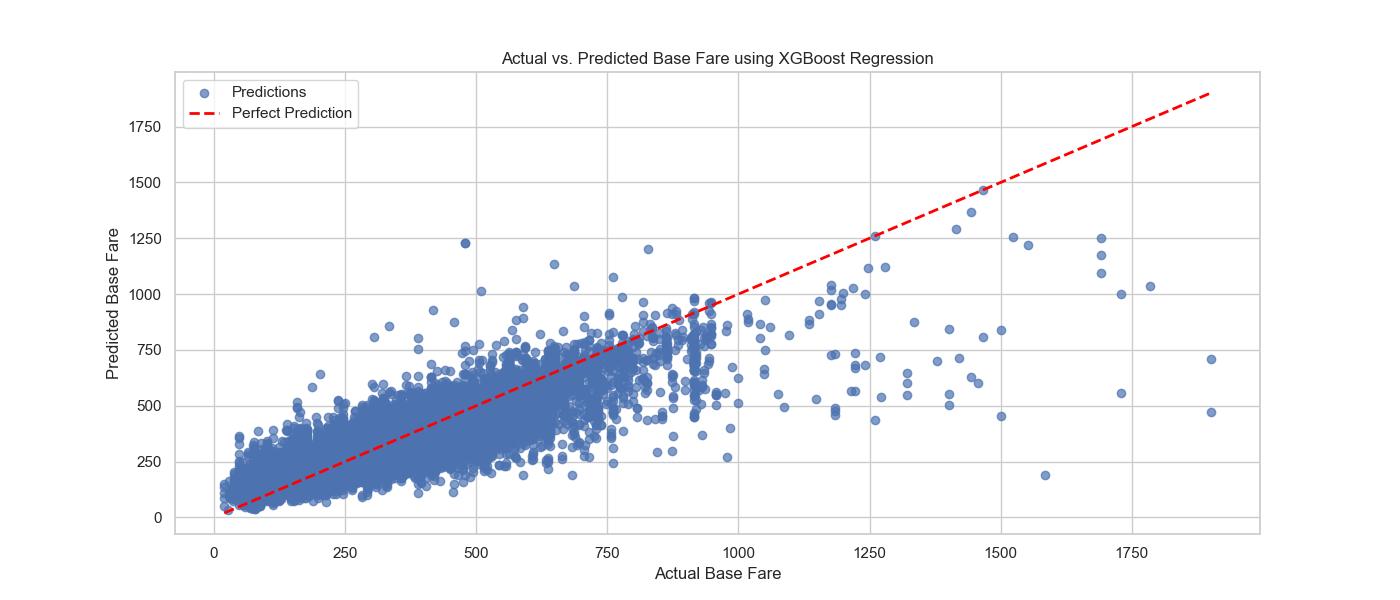 Actual vs. Predicted Base Fare using XGBoost Regression
Predictions
Perfect Prediction
Predicted Base Fare
1750
1500
1250
1000
750
500
250
0
0 250 500 750 1000 1250 1500 1750
Actual Base Fare